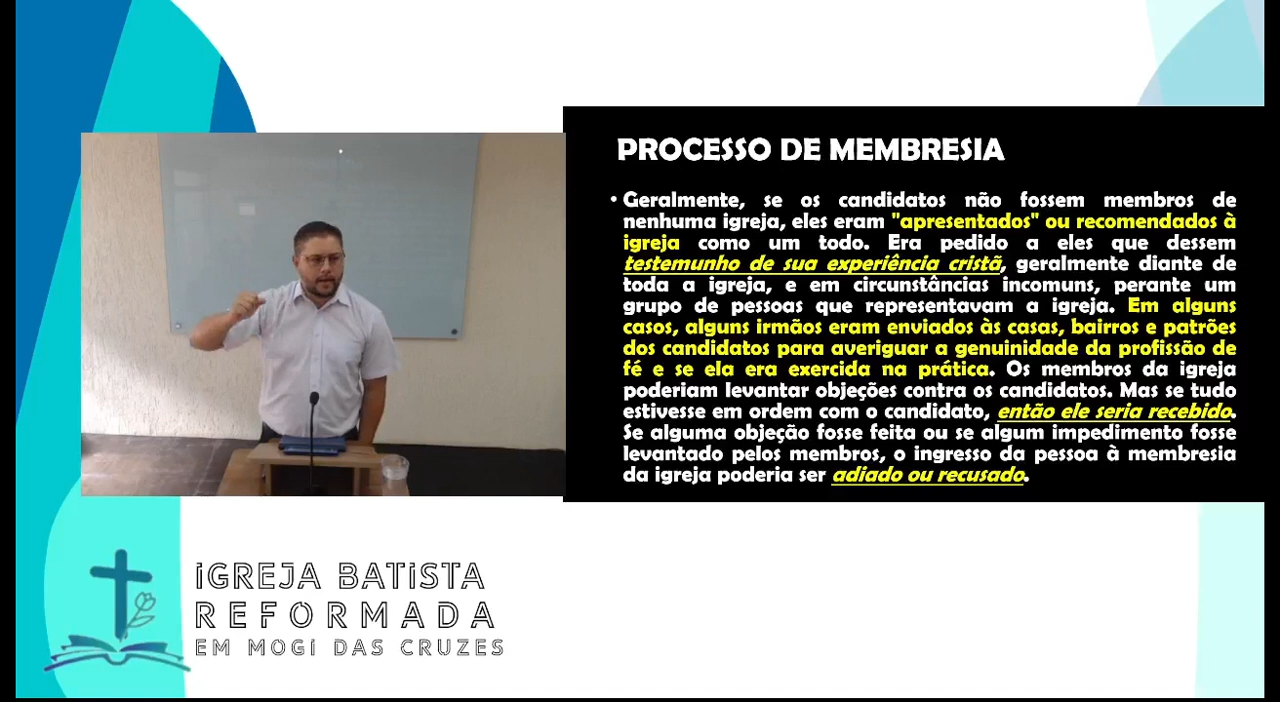 PROCESSO DE MEMBRESIA
• Geralmente, se os candidatos não fossem membros de
nenhuma igreja, eles eram "apresentados" ou recomendados à
igreja como um todo. Era pedido a eles que dessem
testemunho de sua experiência cristã, geralmente diante de
toda a igreja, e em circunstâncias incomuns, perante um
grupo de pessoas que representavam a igreja. Em alguns
casos, alguns irmãos eram enviados às casas, bairros e patrões
dos candidatos para averiguar a genuinidade da profissão de
fé e se ela era exercida na prática. Os membros da igreja
poderiam levantar objeções contra os candidatos. Mas se tudo
estivesse em ordem com o candidato, então ele seria recebido.
Se alguma objeção fosse feita ou se algum impedimento fosse
levantado pelos membros, o ingresso da pessoa à membresia
da igreja poderia ser adiado ou recusado.
IGREJA BATISTA
REFORMADA
EM MOGI DAS CRUZES